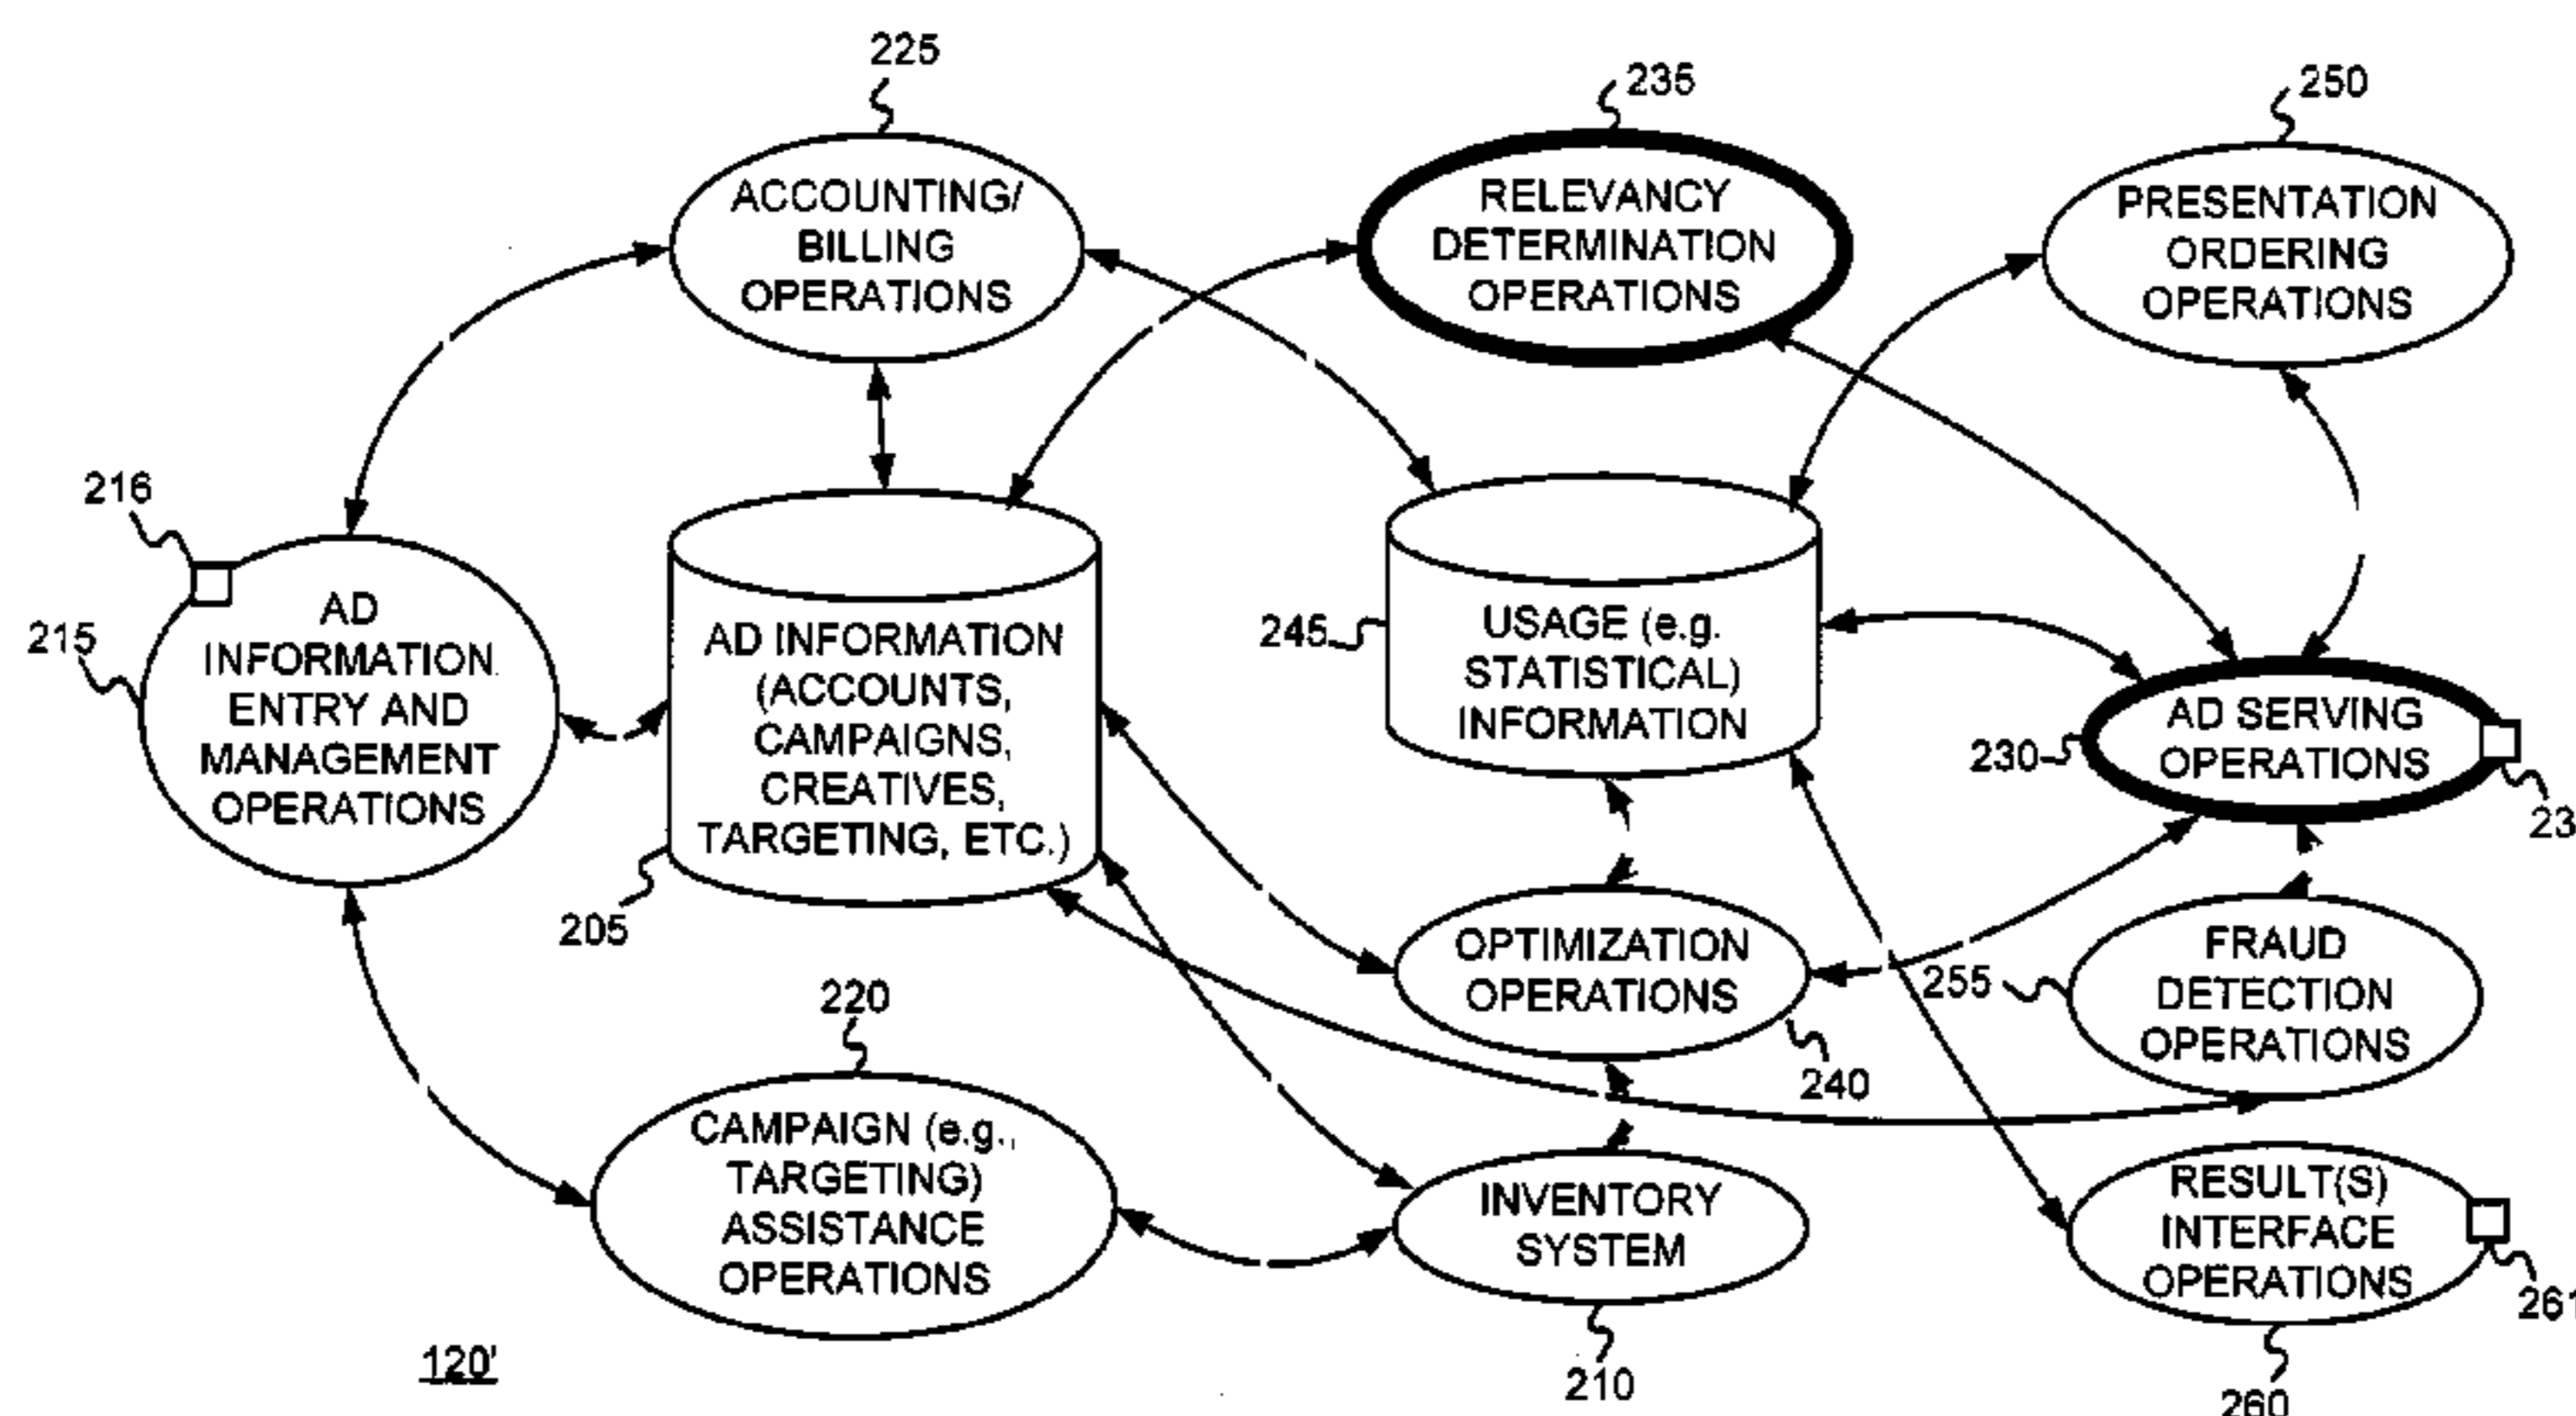 225
235
250
ACCOUNTING/
BILLING
OPERATIONS
RELEVANCY
DETERMINATION
OPERATIONS
PRESENTATION
ORDERING
OPERATIONS
216
215
AD
INFORMATION
ENTRY AND
MANAGEMENT
OPERATIONS
AD INFORMATION
(ACCOUNTS,
CAMPAIGNS,
CREATIVES,
TARGETING, ETC.)
205
245
USAGE (e.g.
STATISTICAL)
INFORMATION
230
AD SERVING
OPERATIONS
23
OPTIMIZATION
OPERATIONS
240
255
FRAUD
DETECTION
OPERATIONS
220
CAMPAIGN (e.g.,
TARGETING)
ASSISTANCE
OPERATIONS
INVENTORY
SYSTEM
210
RESULT(S)
INTERFACE
OPERATIONS
261
260
120'